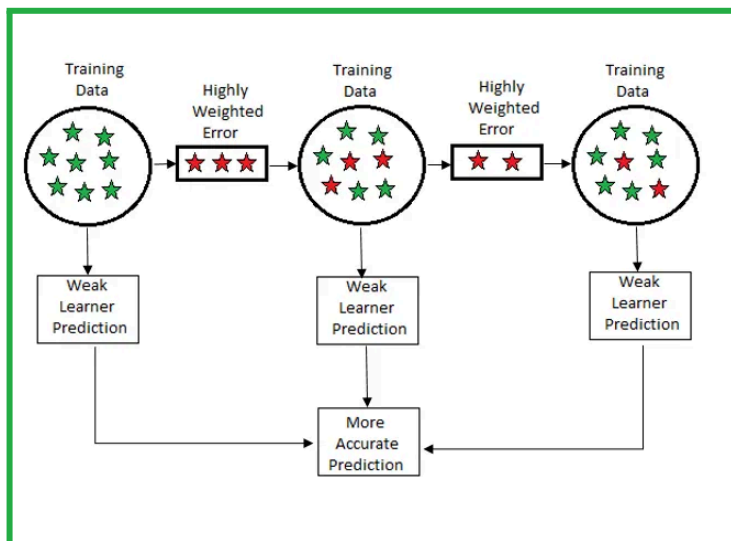 Training
Data
Highly
Weighted
Error
Training
Data
Highly
Weighted
Error
Training
Data
Weak
Learner
Prediction
Weak
Learner
Prediction
Weak
Learner
Prediction
More
Accurate
Prediction